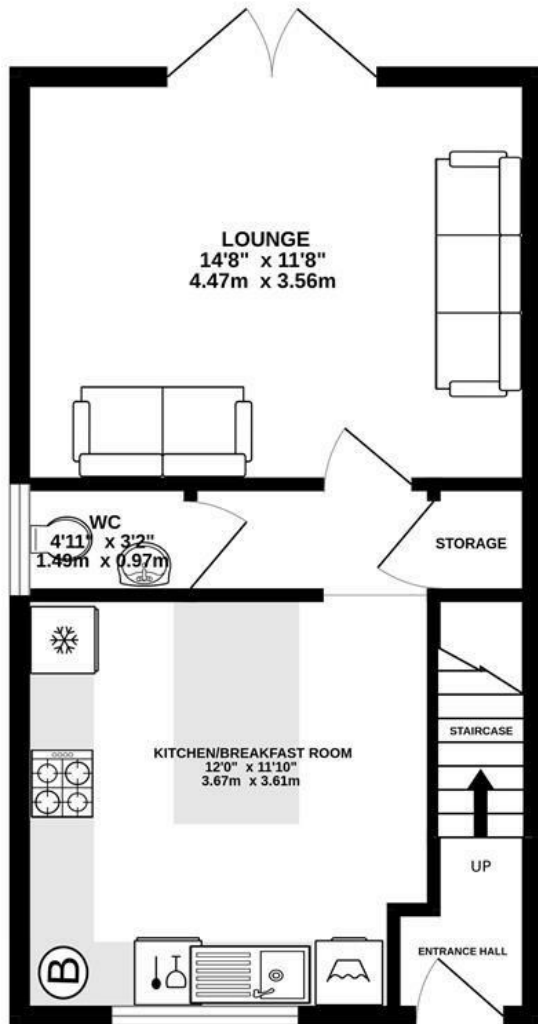 LOUNGE
14'8" x 11'8"
4.47m x 3.56m
WC
4'11" x 3'2"
1.49m x 0.97m
STORAGE
KITCHEN/BREAKFAST ROOM
12'0" x 11'10"
3.67m x 3.61m
STAIRCASE
UP
ENTRANCE HALL
B